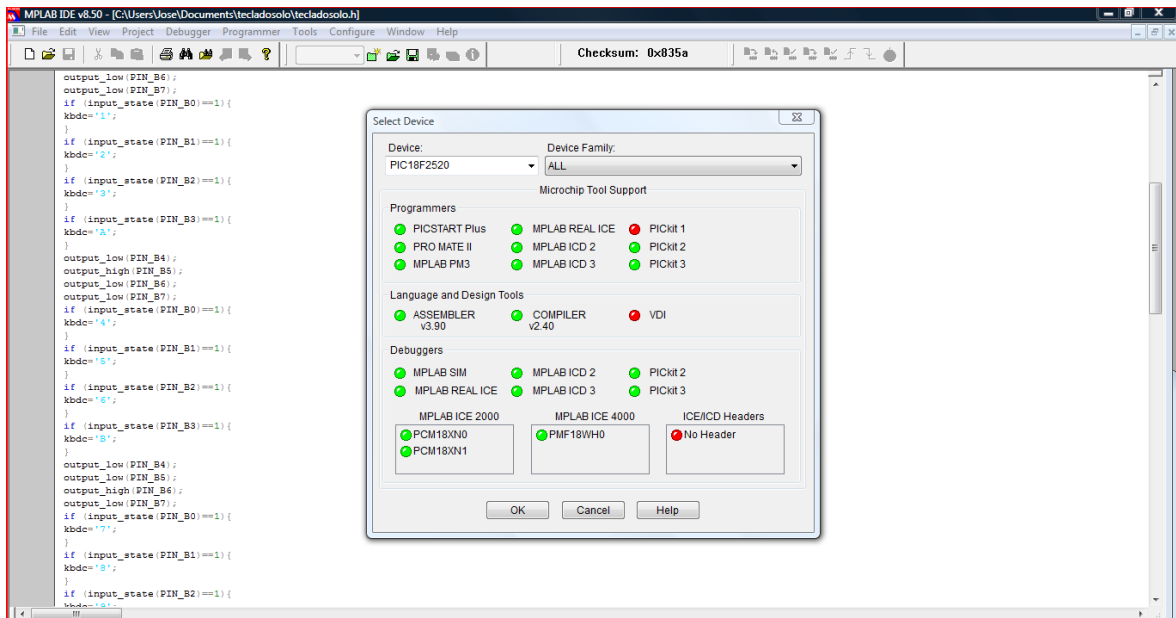 MPLAB IDE v8.50 - [C:\Users\Jose\Documents\tecladosolo\tecladosolo.h]
File Edit View Project Debugger Programmer Tools Configure Window Help
Checksum: 0x835a
output_low(PIN_B6);
output_low(PIN_B7);
if (input_state(PIN_B0)==1){
kbdc='1';
}
if (input_state(PIN_B1)==1){
kbdc='2';
}
if (input_state(PIN_B2)==1){
kbdc='3';
}
if (input_state(PIN_B3)==1){
kbdc='A';
}
output_low(PIN_B4);
output_high(PIN_B5);
output_low(PIN_B6);
output_low(PIN_B7);
if (input_state(PIN_B0)==1){
kbdc='4';
}
if (input_state(PIN_B1)==1){
kbdc='5';
}
if (input_state(PIN_B2)==1){
kbdc='6';
}
if (input_state(PIN_B3)==1){
kbdc='B';
}
output_low(PIN_B4);
output_low(PIN_B5);
output_high(PIN_B6);
output_low(PIN_B7);
if (input_state(PIN_B0)==1){
kbdc='7';
}
if (input_state(PIN_B1)==1){
kbdc='8';
}
if (input_state(PIN_B2)==1){
kbdc='9';
Select Device
Device: Device Family:
PIC18F2520 ALL
Microchip Tool Support
Programmers
PICSTART Plus MPLAB REAL ICE PICkit 1
PRO MATE II MPLAB ICD 2 PICkit 2
MPLAB PM3 MPLAB ICD 3 PICkit 3
Language and Design Tools
ASSEMBLER COMPILER VDI
v3.90 v2.40
Debuggers
MPLAB SIM MPLAB ICD 2 PICkit 2
MPLAB REAL ICE MPLAB ICD 3 PICkit 3
MPLAB ICE 2000 MPLAB ICE 4000 ICE/ICD Headers
PCM18XN0 PMF18WH0 No Header
PCM18XN1
OK Cancel Help